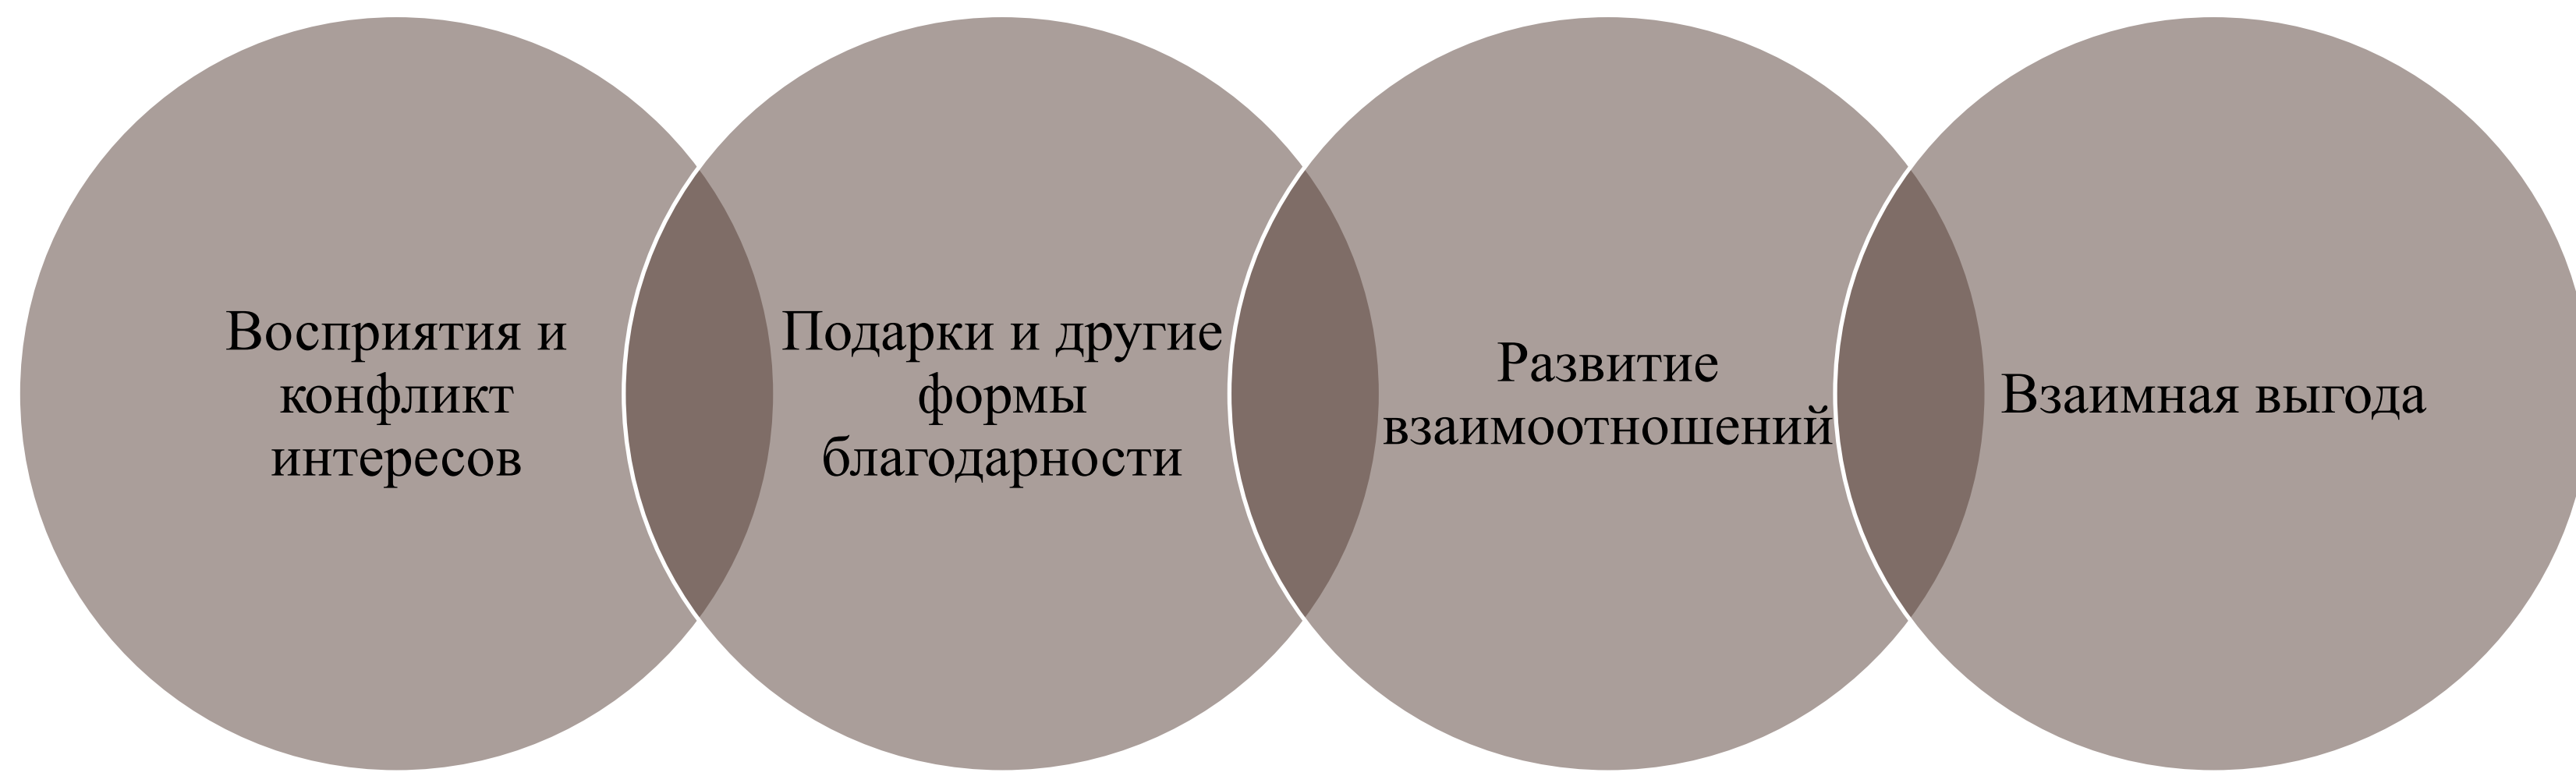 Восприятия и
конфликт
интересов
Подарки и другие
формы
благодарности
Развитие
взаимоотношений
Взаимная выгода